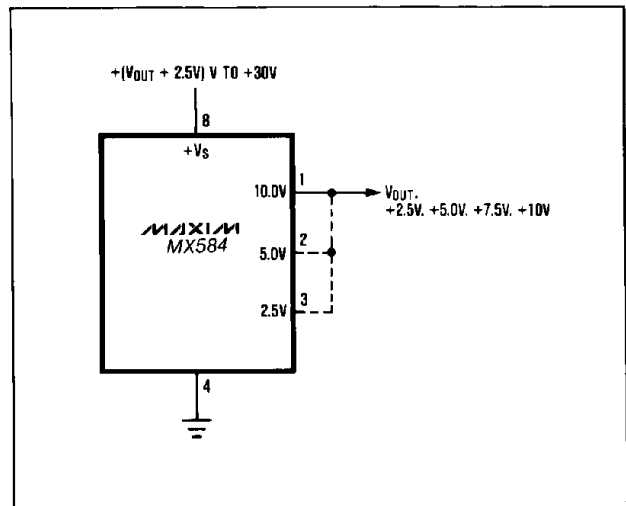 +(VOUT + 2.5V) V TO +30V
8
+VS
1
10.0V
VOUT.
+2.5V. +5.0V. +7.5V. +10V
MAXIM
MX584
2
5.0V
3
2.5V
4